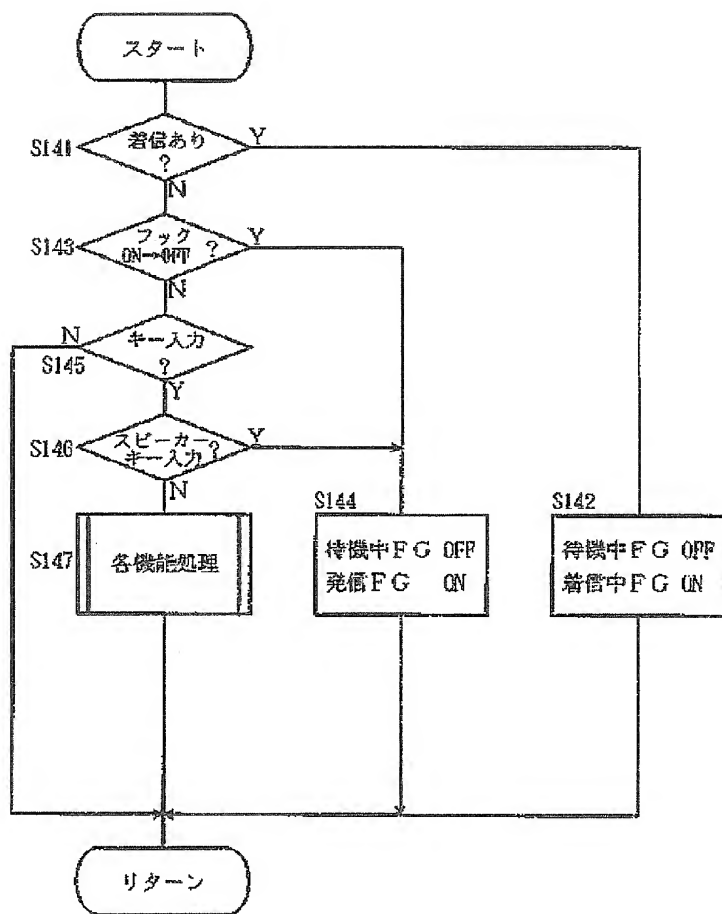 スタート
S141
着信あり
?
Y
N
S143
フック
ON→OFF ?
Y
N
N
S145
キー入力
?
Y
S146
スピーカー
キー入力?
Y
N
S147
各機能処理
S144
待機中FG OFF
発信FG ON
S142
待機中FG OFF
着信中FG ON
リターン